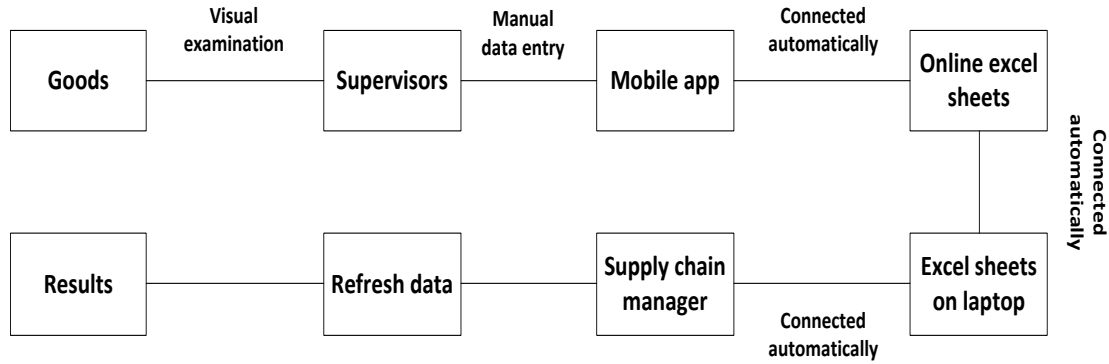 Visual
examination
Manual
data entry
Connected
automatically
Goods
Supervisors
Mobile app
Online excel
sheets
Connected
automatically
Results
Refresh data
Supply chain
manager
Excel sheets
on laptop
Connected
automatically